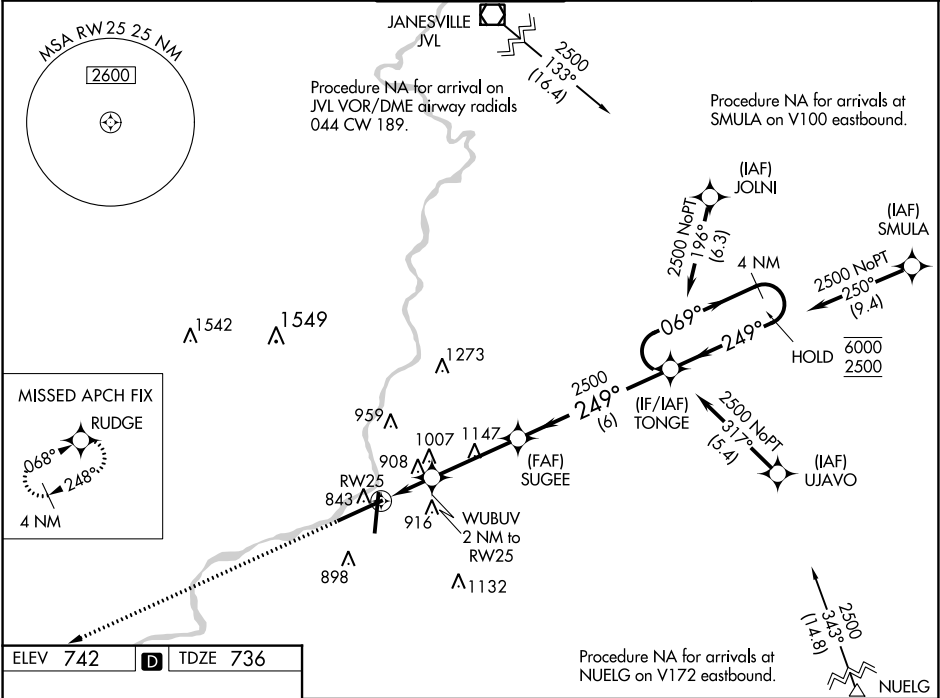 MSA RW25 25 NM
2600
JANESVILLE
JVL
2500
133°
(16.4)
Procedure NA for arrival on
JVL VOR/DME airway radials
044 CW 189.
Procedure NA for arrivals at
SMULA on V100 eastbound.
(IAF)
JOLNI
2500 NoPT
196°
(6.3)
(IAF)
SMULA
2500 NoPT
250°
(9.4)
4 NM
069°
249°
HOLD
6000
2500
1542
1549
1273
2500
249°
(6)
(IF/IAF)
TONGE
2500 NoPT
317°
(5.4)
(IAF)
UJAVO
MISSED APCH FIX
RUDGE
068°
248°
4 NM
959
1007
1147
908
(FAF)
SUGEE
RW25
843
916
WUBUV
2 NM to
RW25
898
1132
2500
343°
(14.8)
NUELG
Procedure NA for arrivals at
NUELG on V172 eastbound.
ELEV 742 D TDZE 736